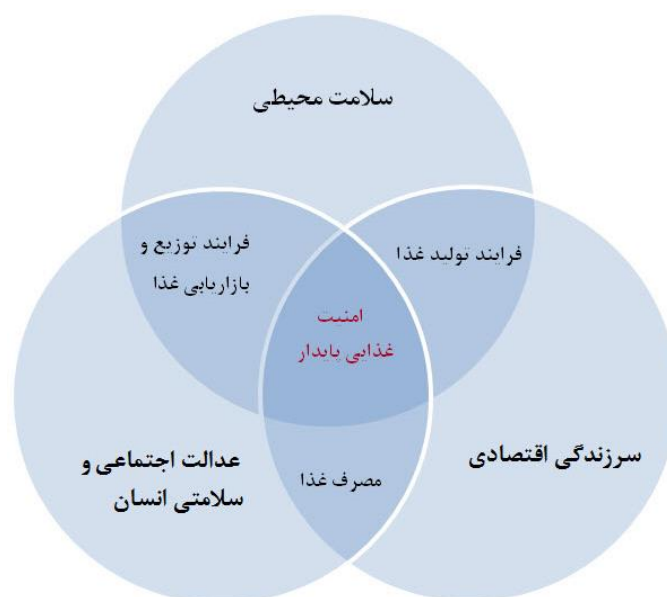 سلامت محیطی
فرایند تولید غذا
فرایند توزیع و
بازاریابی غذا
امنیت
غذایی پایدار
سرزندگی اقتصادی
عدالت اجتماعی و
سلامتی انسان
مصرف غذا